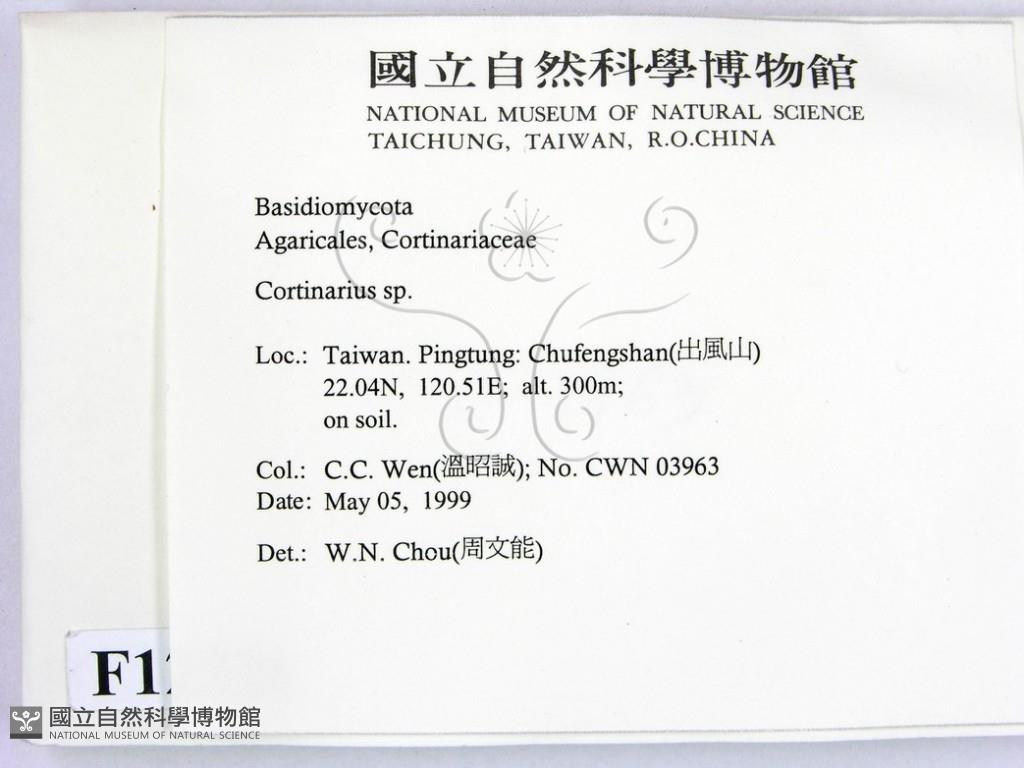 國立自然科學博物館
NATIONAL MUSEUM OF NATURAL SCIENCE
TAICHUNG, TAIWAN, R.O.CHINA
Basidiomycota
Agaricales, Cortinariaceae
Cortinarius sp.
Loc.: Taiwan. Pingtung: Chufengshan(出風山)
22.04N, 120.51E; alt. 300m;
on soil.
Col.: C.C. Wen(溫昭誠); No. CWN 03963
Date: May 05, 1999
Det.: W.N. Chou(周文能)
F1
國立自然科學博物館
NATIONAL MUSEUM OF NATURAL SCIENCE